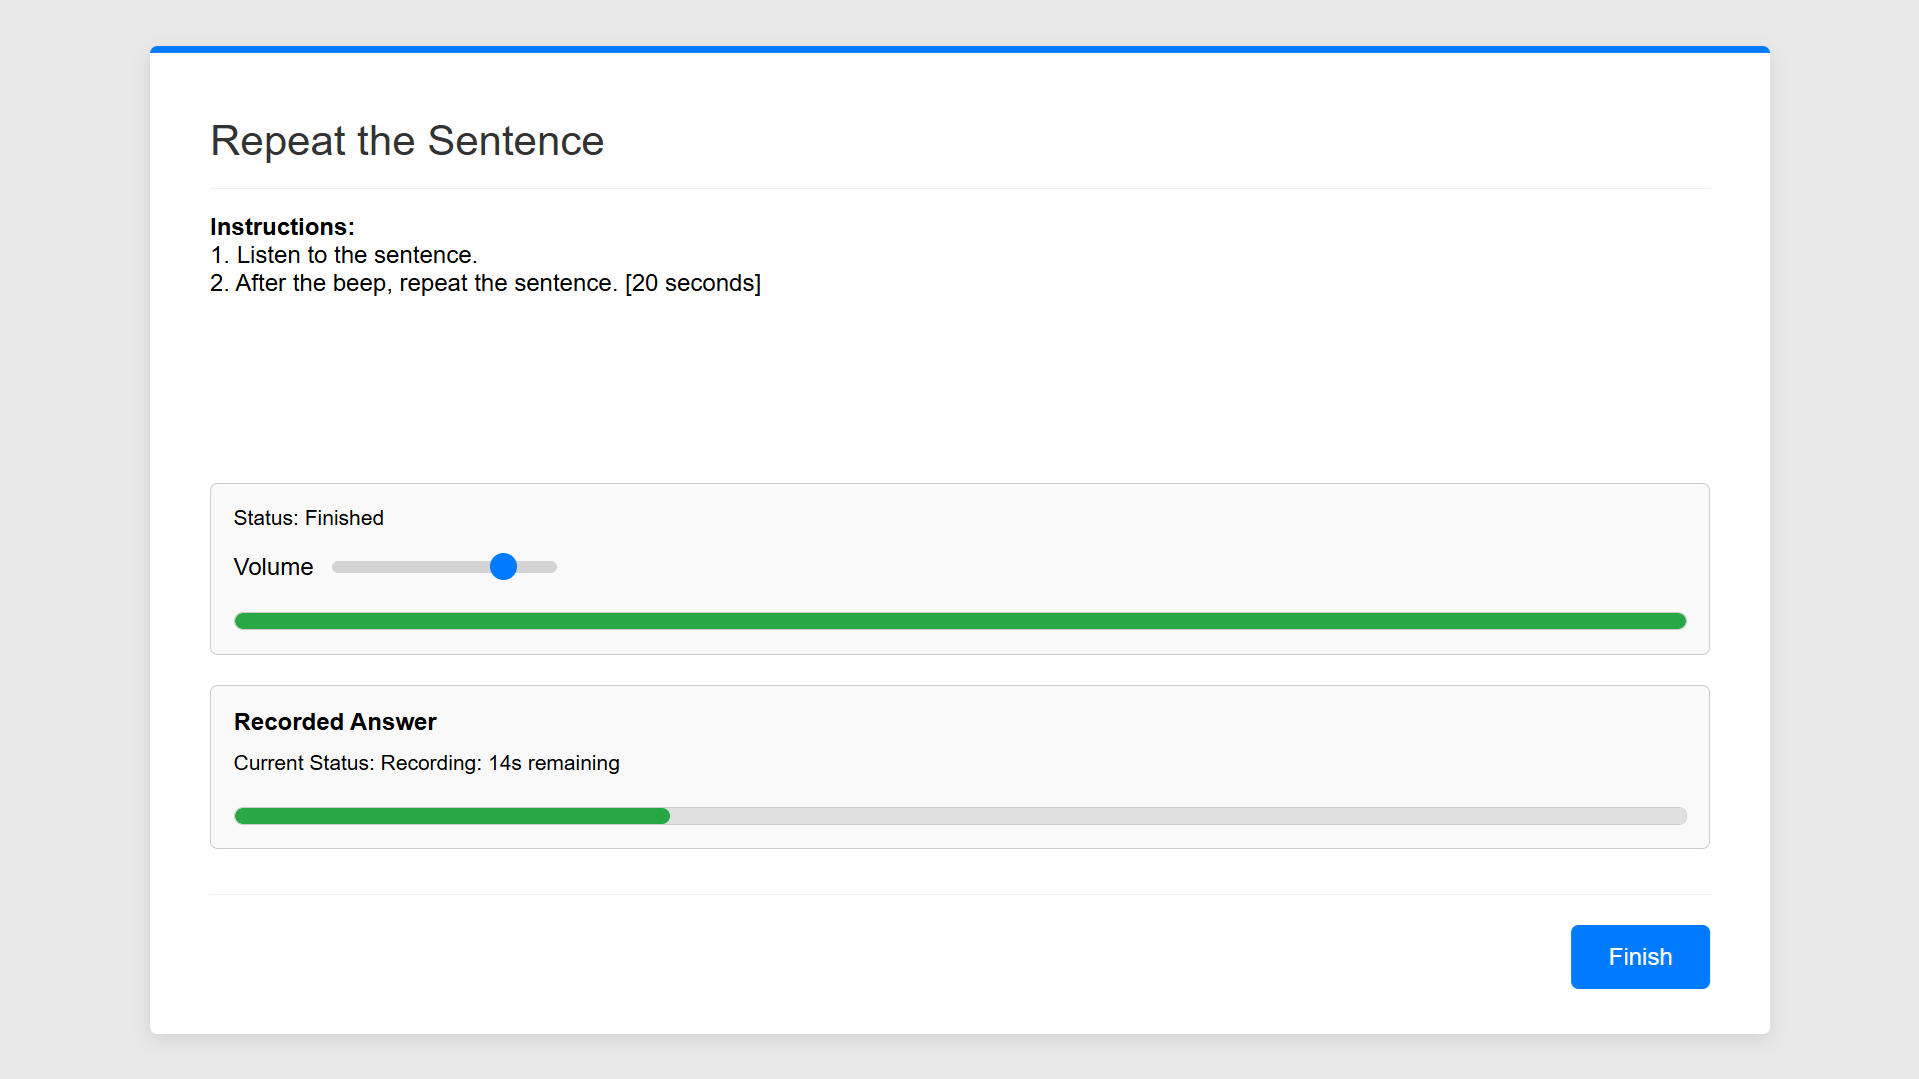 Repeat the Sentence
Instructions:
1. Listen to the sentence.
2. After the beep, repeat the sentence. [20 seconds]
Status: Finished
Volume
Recorded Answer
Current Status: Recording: 14s remaining
Finish